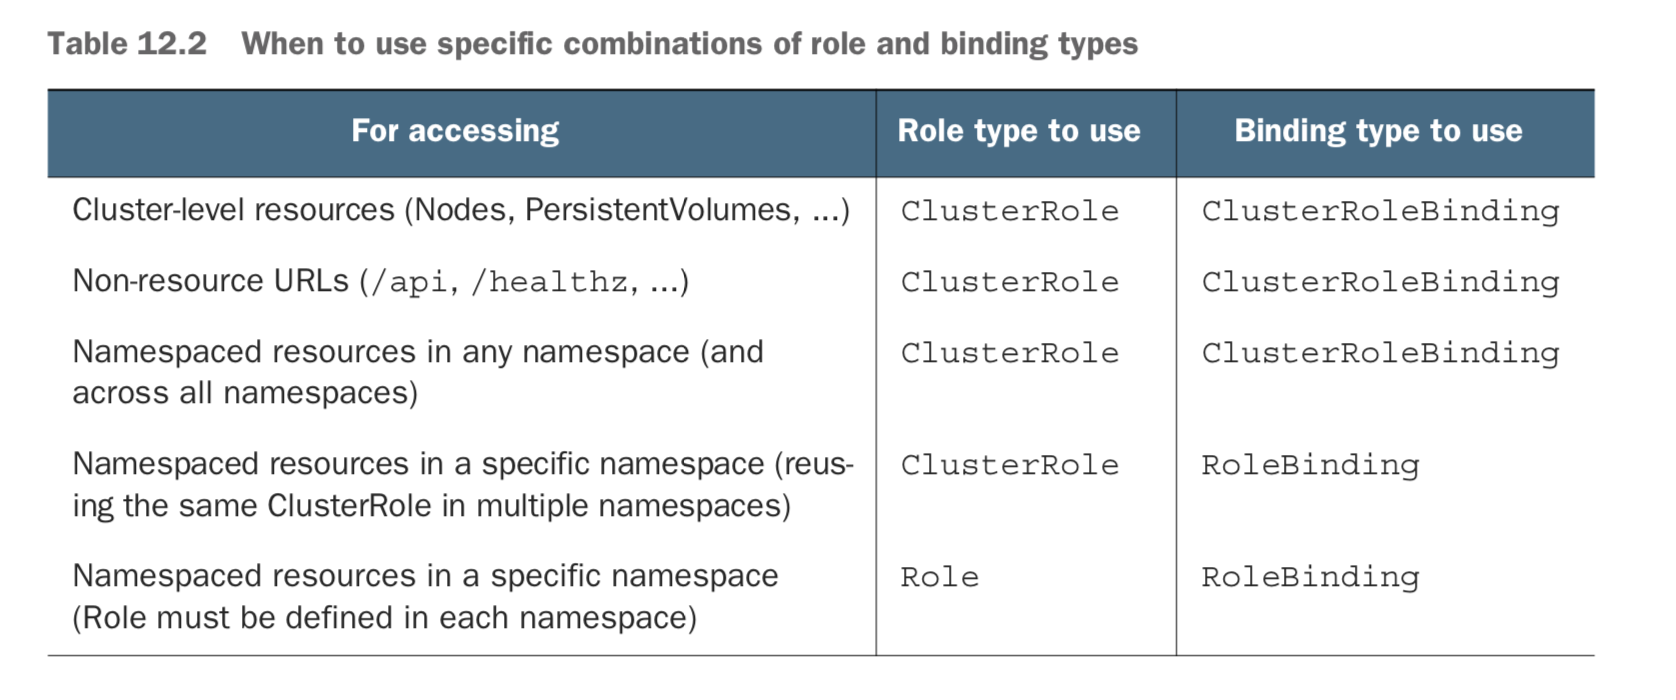 Table 12.2 When to use specific combinations of role and binding types
For accessing Role type to use Binding type to use
Cluster-level resources (Nodes, PersistentVolumes, ...) ClusterRole ClusterRoleBinding
Non-resource URLs (/api, /healthz, ...) ClusterRole ClusterRoleBinding
Namespaced resources in any namespace (and ClusterRole ClusterRoleBinding
across all namespaces)
Namespaced resources in a specific namespace (reus- ClusterRole RoleBinding
ing the same ClusterRole in multiple namespaces)
Namespaced resources in a specific namespace Role RoleBinding
(Role must be defined in each namespace)